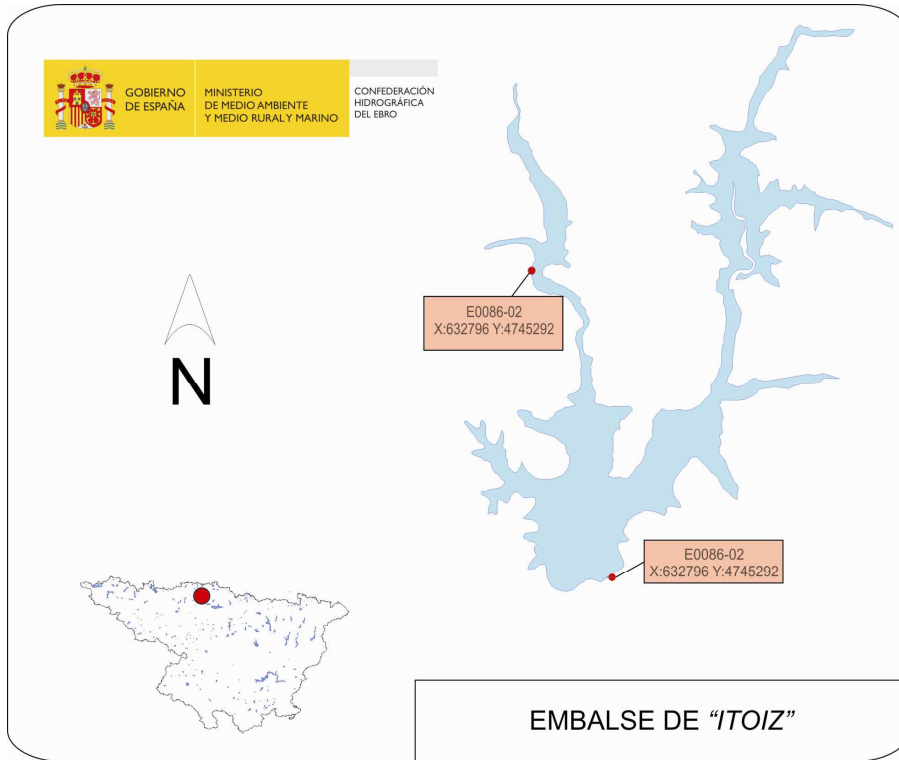 GOBIERNO
DE ESPAÑA
MINISTERIO
DE MEDIO AMBIENTE
Y MEDIO RURAL Y MARINO
CONFEDERACIÓN
HIDROGRÁFICA
DEL EBRO
E0086-02
X:632796 Y:4745292
N
E0086-02
X:632796 Y:4745292
EMBALSE DE “ITOIZ”